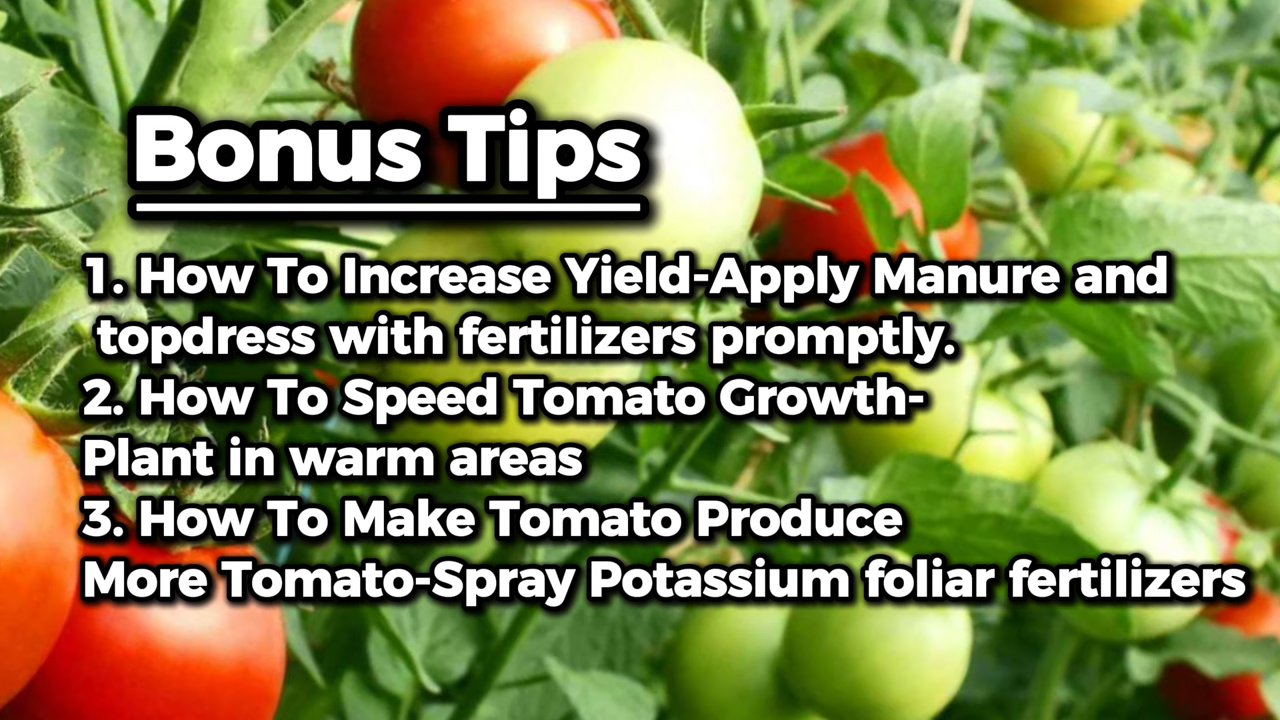 Bonus Tips
1. How To Increase Yield-Apply Manure and
topdress with fertilizers promptly.
2. How To Speed Tomato Growth-
Plant in warm areas
3. How To Make Tomato Produce
More Tomato-Spray Potassium foliar fertilizers